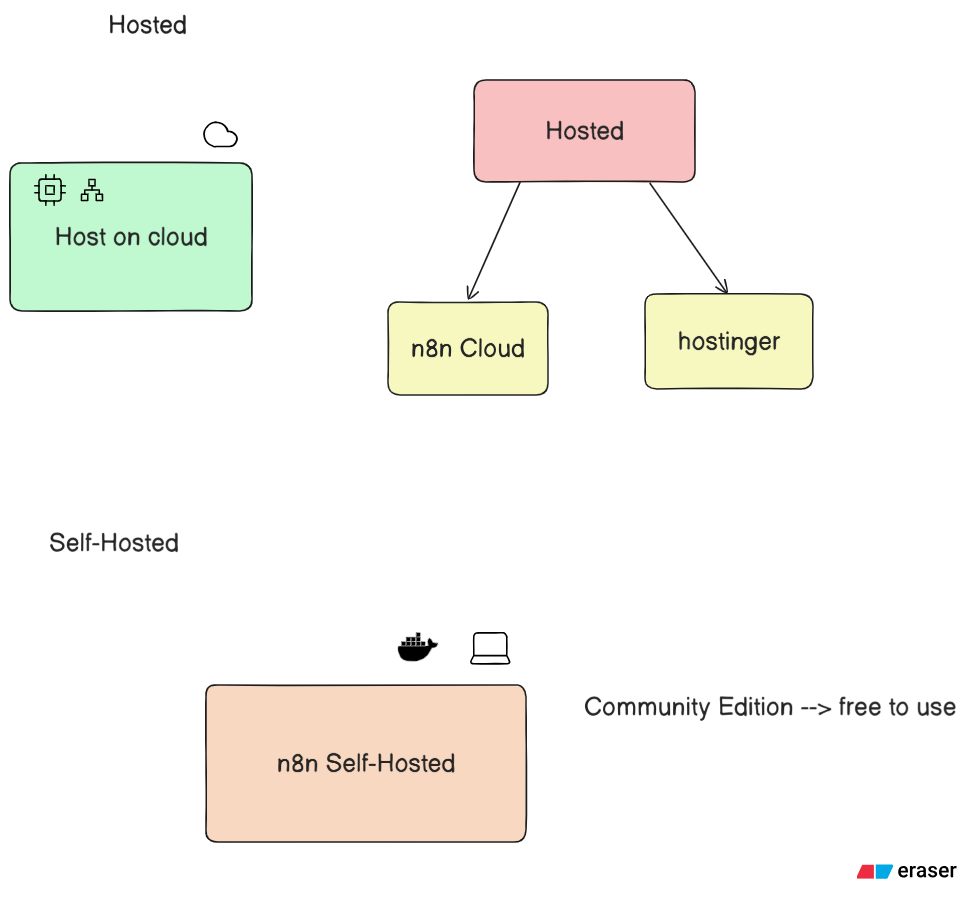 Hosted
Hosted
Host on cloud
n8n Cloud
hostinger
Self-Hosted
Community Edition --> free to use
n8n Self-Hosted
eraser